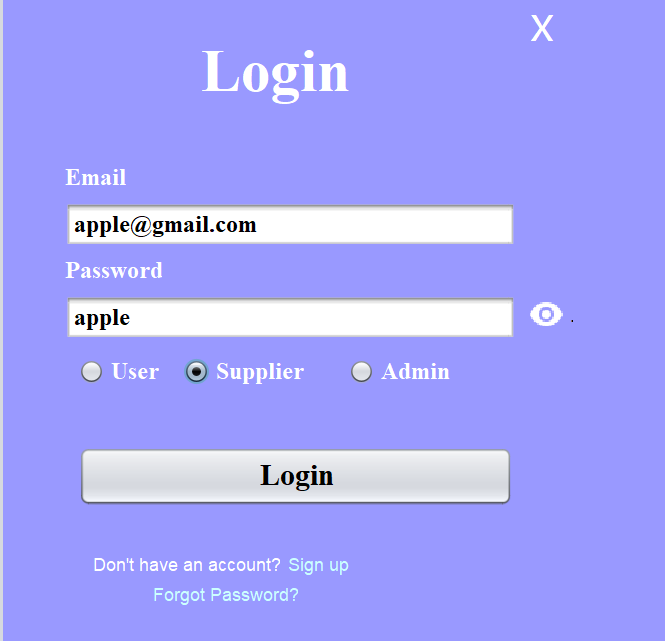 X
Login
Email
apple@gmail.com
Password
apple
.
User Supplier Admin
Login
Don't have an account? Sign up
Forgot Password?